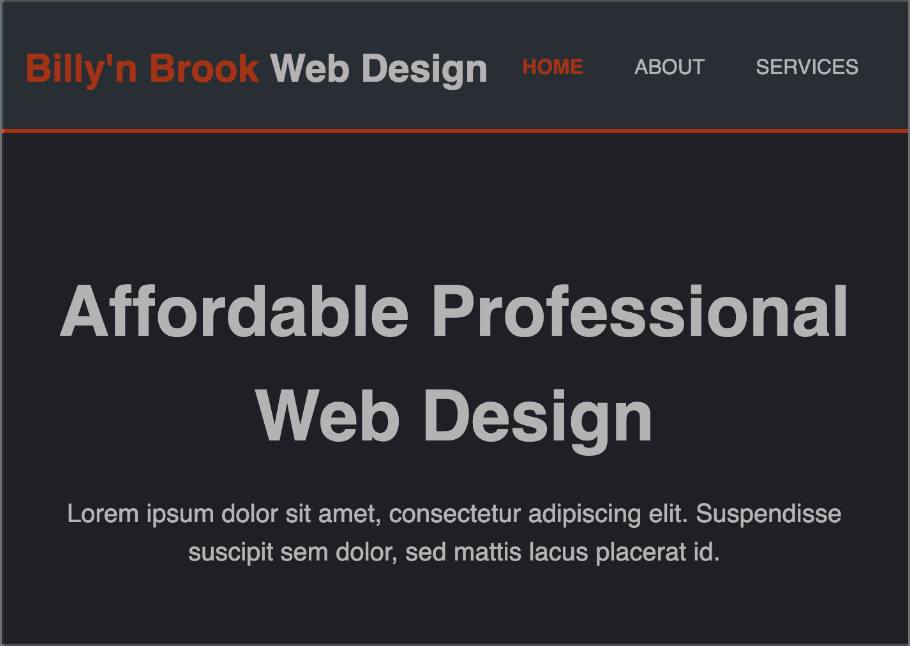 Billy'n Brook Web Design HOME ABOUT SERVICES
Affordable Professional
Web Design
Lorem ipsum dolor sit amet, consectetur adipiscing elit. Suspendisse
suscipit sem dolor, sed mattis lacus placerat id.